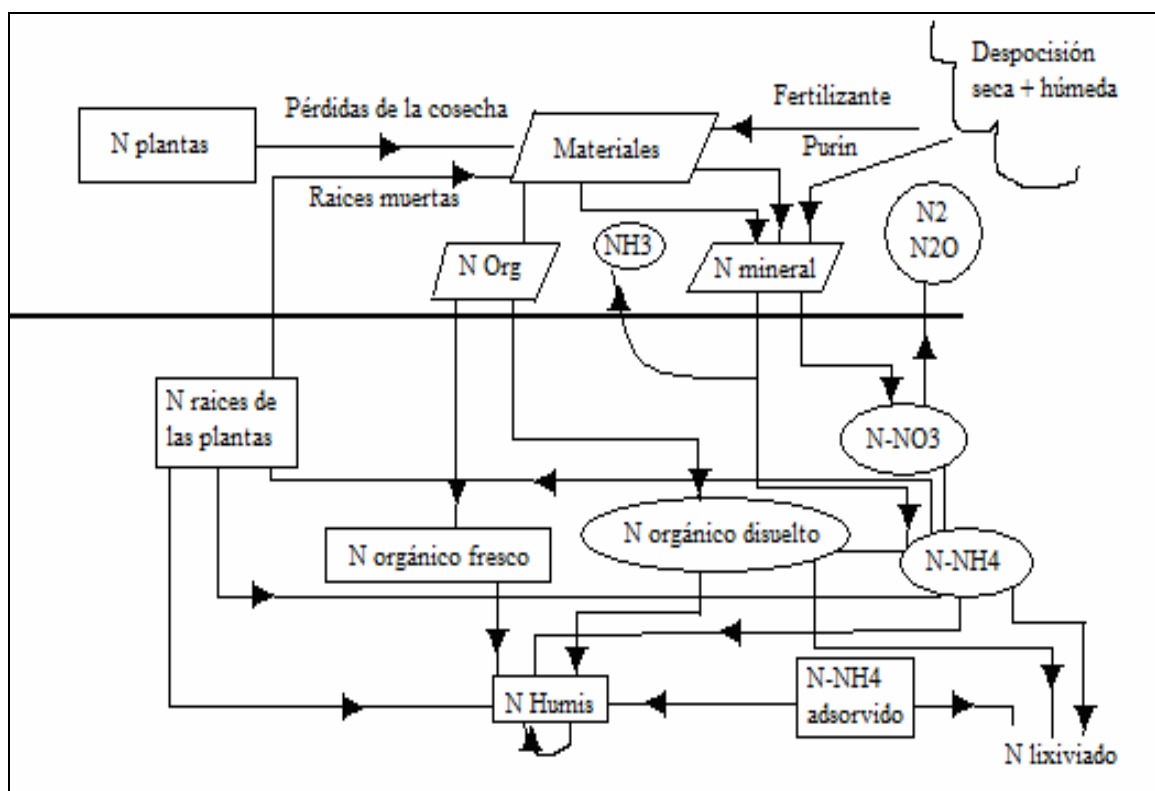 Despocisión
seca + húmeda
Fertilizante
Pérdidas de la cosecha
N plantas
Materiales
Purín
Raices muertas
N2
N2O
NH3
N Org
N mineral
N raices de
las plantas
N-NO3
N orgánico disuelto
N orgánico fresco
N-NH4
N-NH4
adsorvido
N Humis
N lixiviado